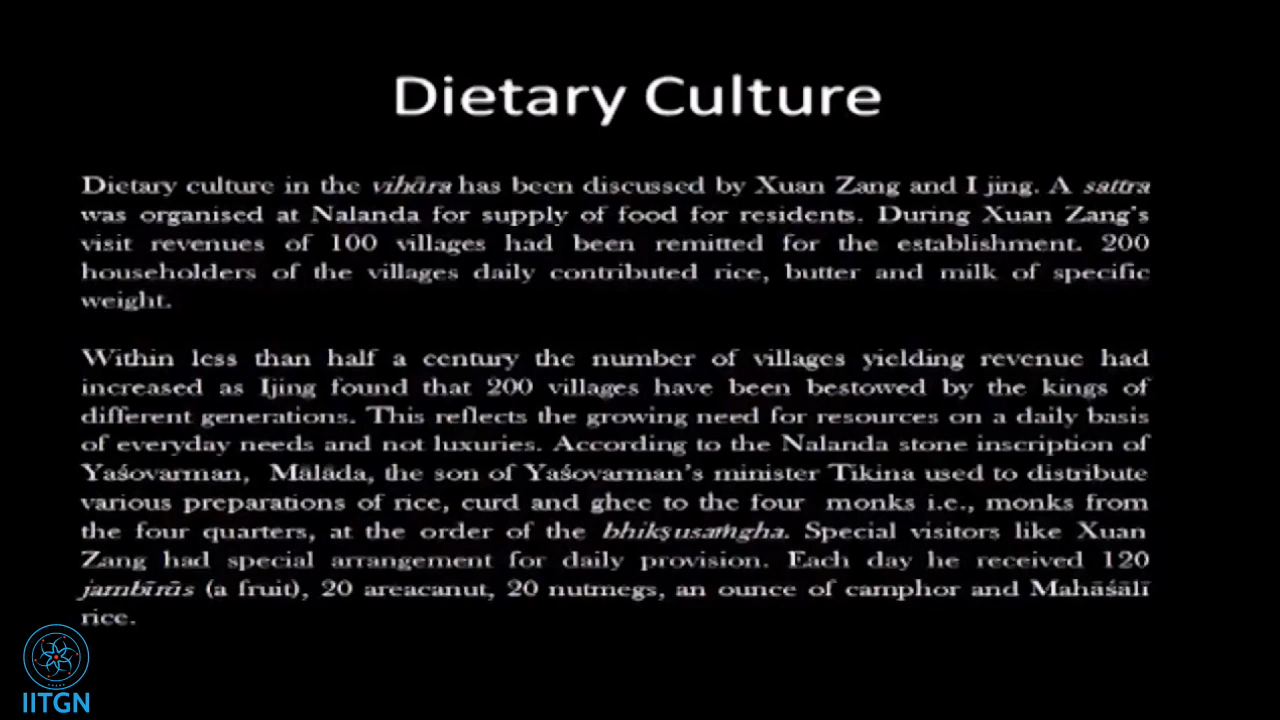 Dietary Culture
Dietary culture in the vihāra has been discussed by Xuan Zang and I jing. A sattra
was organised at Nalanda for supply of food for residents. During Xuan Zang's
visit revenues of 100 villages had been remitted for the establishment. 200
householders of the villages daily contributed rice, butter and milk of specific
weight.
Within less than half a century the number of villages yielding revenue had
increased as Ijing found that 200 villages have been bestowed by the kings of
different generations. This reflects the growing need for resources on a daily basis
of everyday needs and not luxuries. According to the Nalanda stone inscription of
Yaśovarman, Mālāda, the son of Yaśovarman's minister Tikina used to distribute
various preparations of rice, curd and ghee to the four monks i.e., monks from
the four quarters, at the order of the bhikṣusaṁgha. Special visitors like Xuan
Zang had special arrangement for daily provision. Each day he received 120
jambīrās (a fruit), 20 areacanut, 20 nutmegs, an ounce of camphor and Mahāśālī
rice.
IITGN